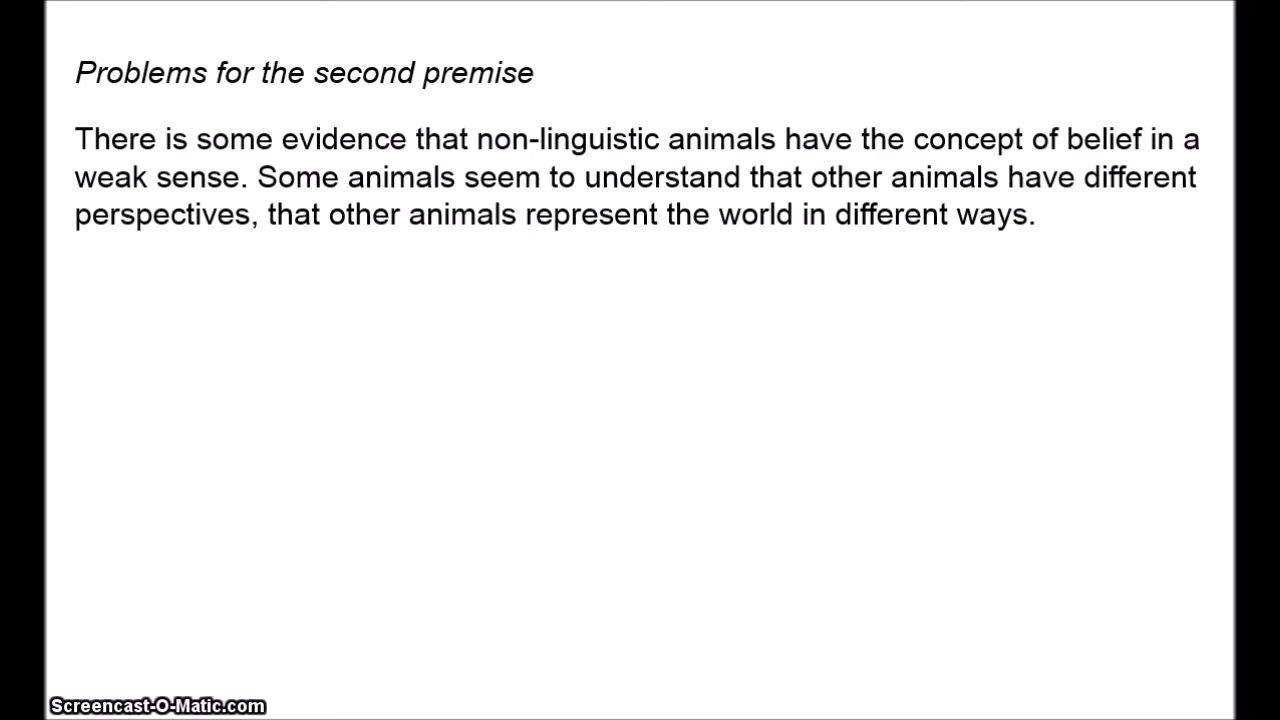 Problems for the second premise
There is some evidence that non-linguistic animals have the concept of belief in a
weak sense. Some animals seem to understand that other animals have different
perspectives, that other animals represent the world in different ways.
Screencast-O-Matic.com